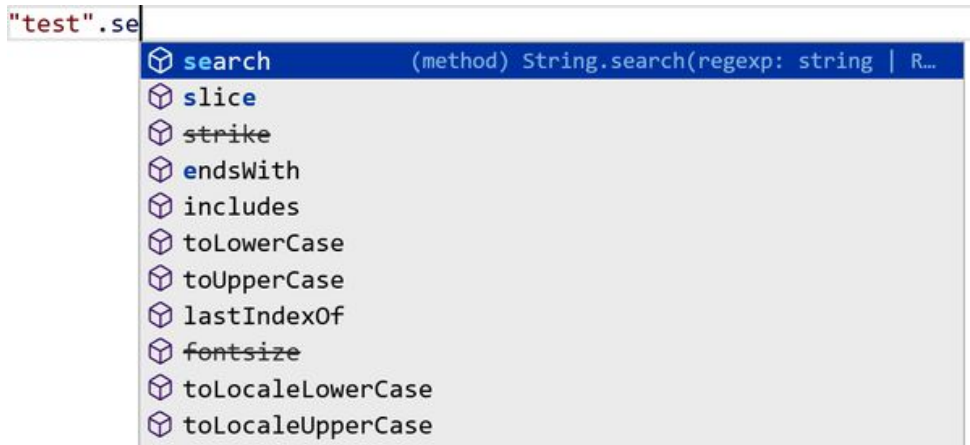 "test".se
search (method) String.search(regexp: string | R…
slice
strike
endsWith
includes
toLowerCase
toUpperCase
lastIndexOf
fontsize
toLocaleLowerCase
toLocaleUpperCase